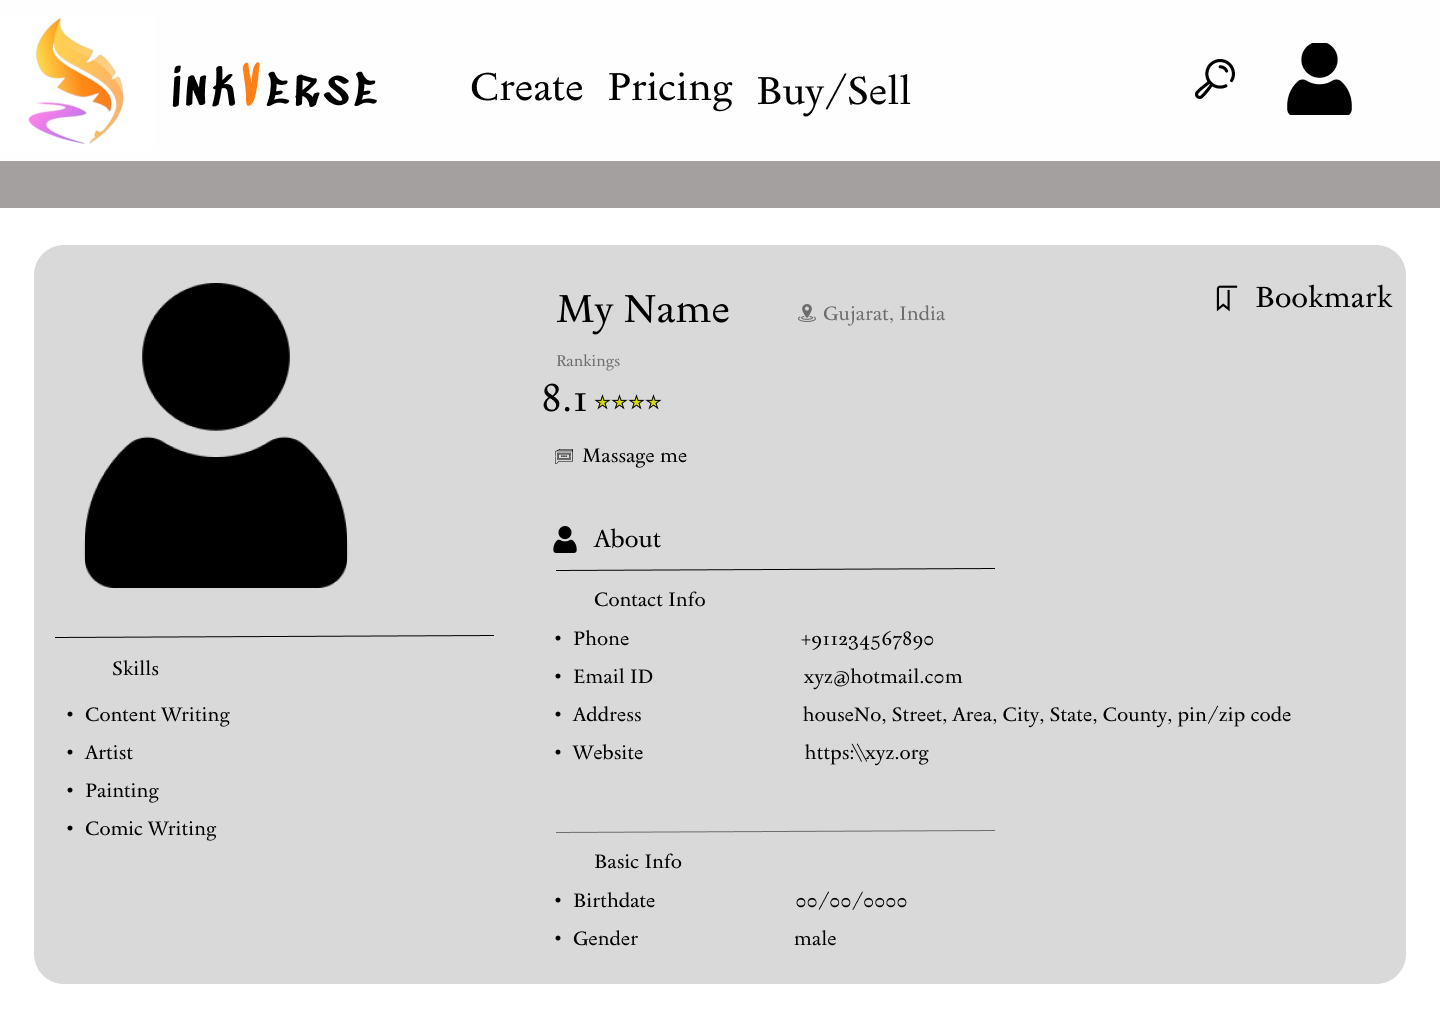 inkVERSE
Create Pricing Buy/Sell
My Name
Gujarat, India
Bookmark
Rankings
8.1
Massage me
About
Contact Info
• Phone +911234567890
• Email ID xyz@hotmail.com
• Address houseNo, Street, Area, City, State, County, pin/zip code
• Website https:\\xyz.org
Skills
• Content Writing
• Artist
• Painting
• Comic Writing
Basic Info
• Birthdate 00/00/0000
• Gender male